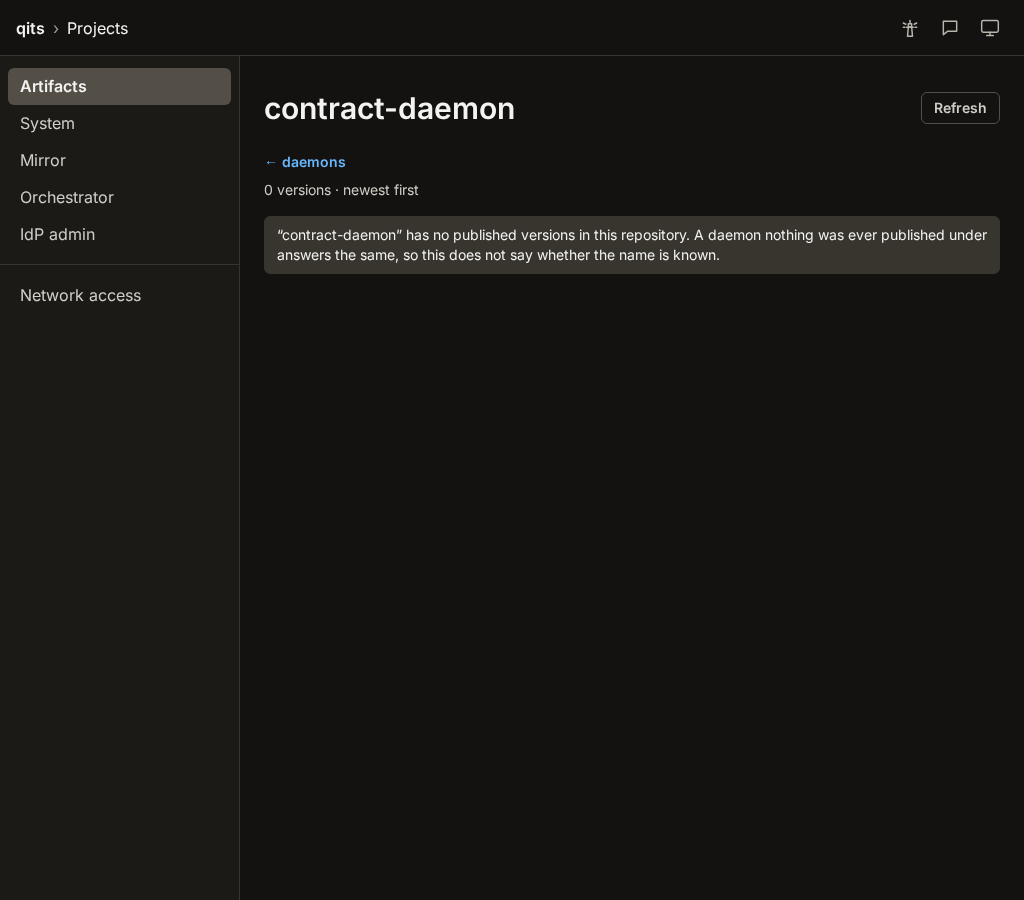 qits › Projects
Artifacts
System
Mirror
Orchestrator
IdP admin
Network access
contract-daemon
Refresh
← daemons
0 versions · newest first
“contract-daemon” has no published versions in this repository. A daemon nothing was ever published under
answers the same, so this does not say whether the name is known.